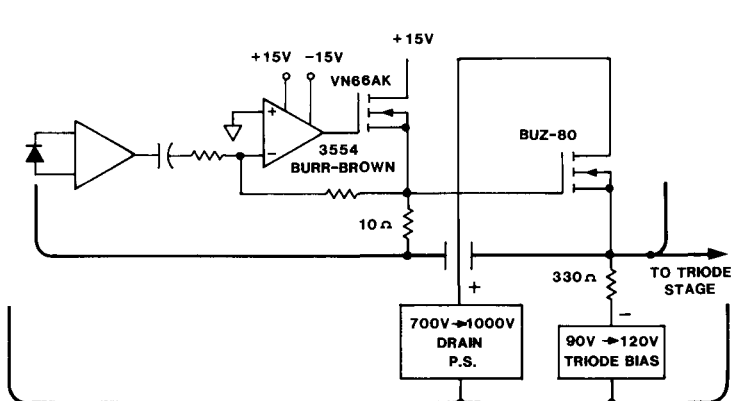 +15V
+15V -15V
VN66AK
+
-
3554
BURR-BROWN
BUZ-80
10Ω
330Ω
TO TRIODE
STAGE
+
-
700V→1000V
DRAIN
P.S.
90V →120V
TRIODE BIAS